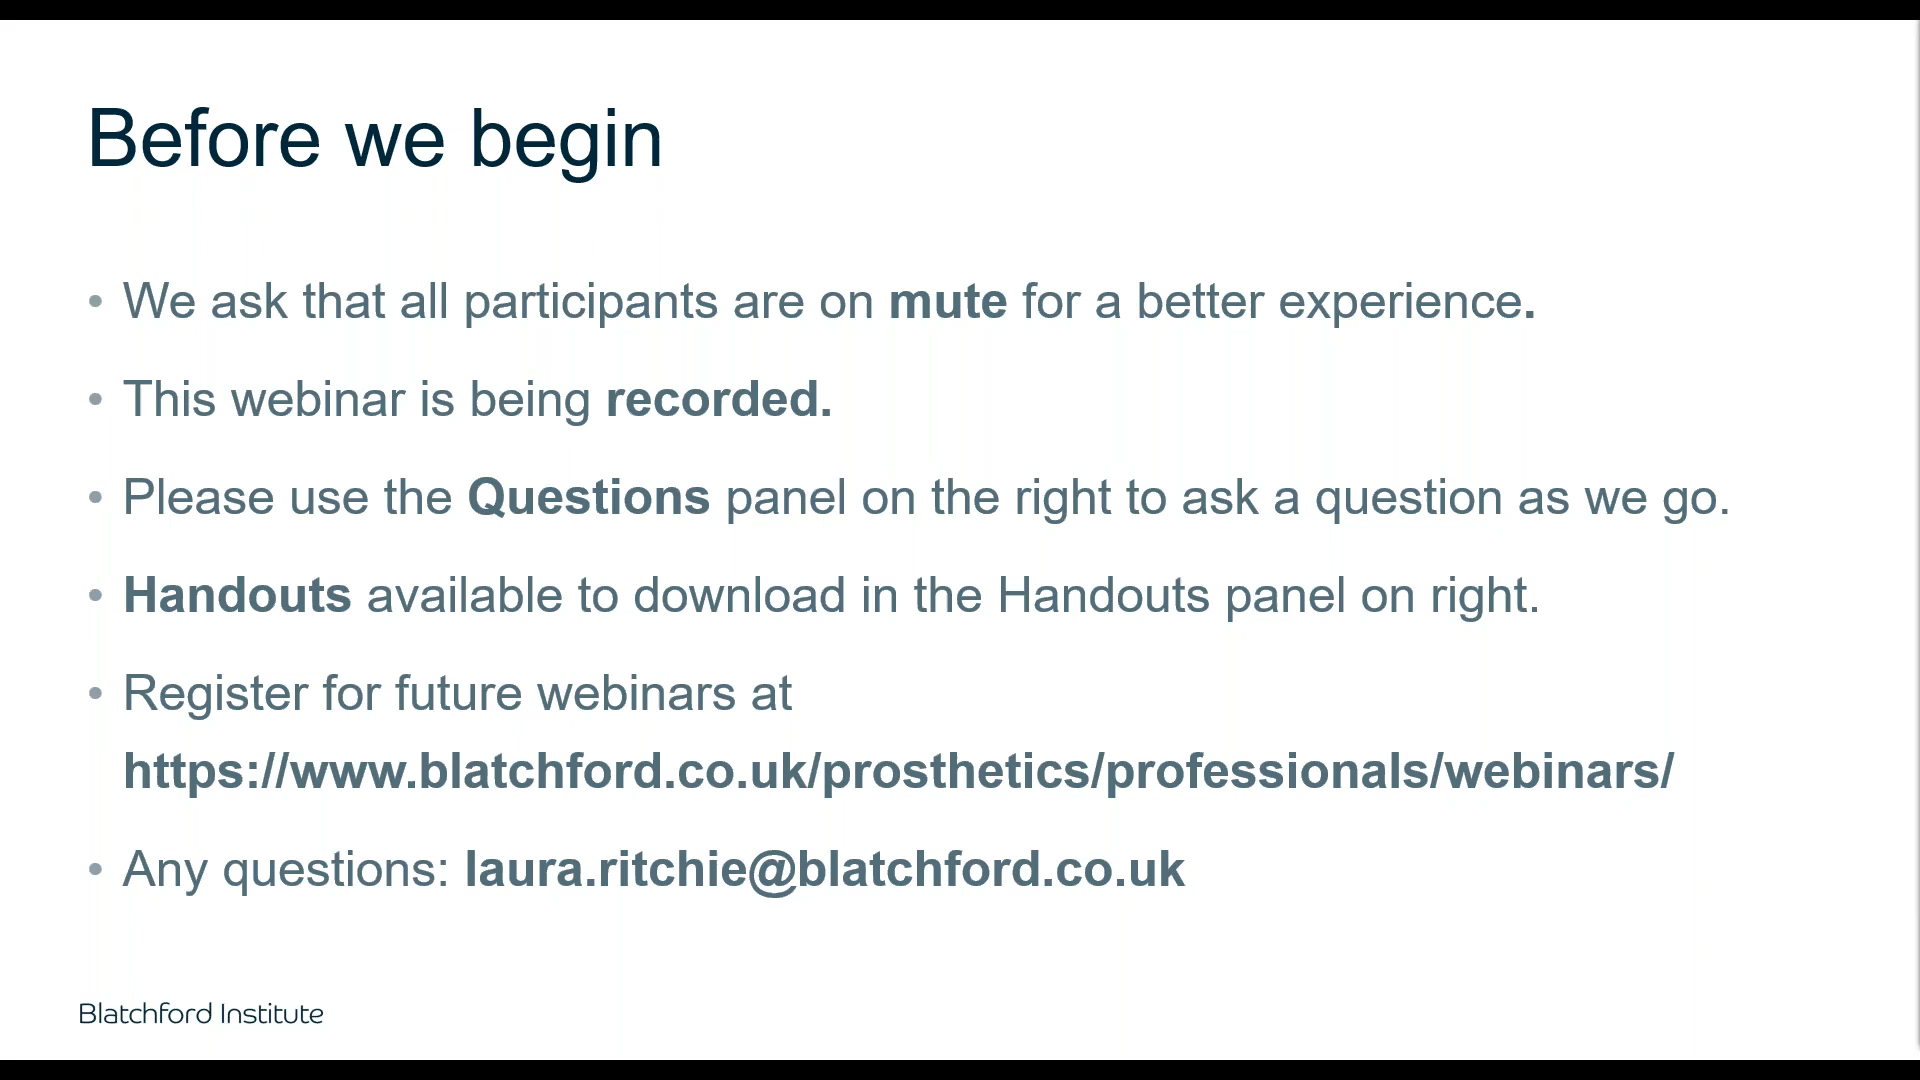 Before we begin
• We ask that all participants are on mute for a better experience.
• This webinar is being recorded.
• Please use the Questions panel on the right to ask a question as we go.
• Handouts available to download in the Handouts panel on right.
• Register for future webinars at
https://www.blatchford.co.uk/prosthetics/professionals/webinars/
• Any questions: laura.ritchie@blatchford.co.uk
Blatchford Institute